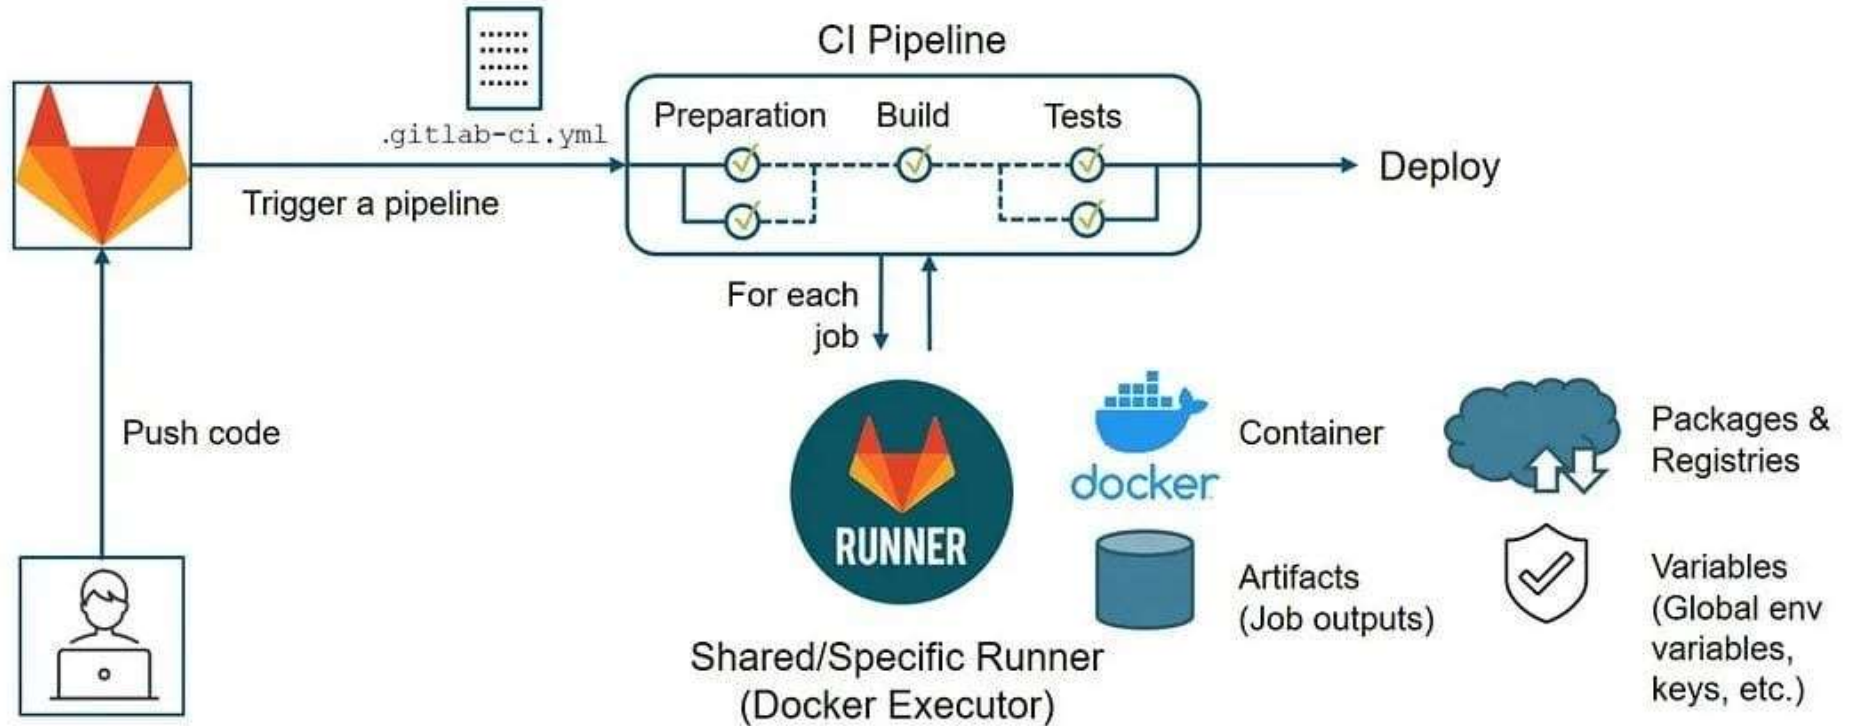 CI Pipeline
.gitlab-ci.yml
Preparation
Build
Tests
Trigger a pipeline
Deploy
For each
job
Push code
RUNNER
Shared/Specific Runner
(Docker Executor)
docker
Container
Packages &
Registries
Artifacts
(Job outputs)
Variables
(Global env
variables,
keys, etc.)